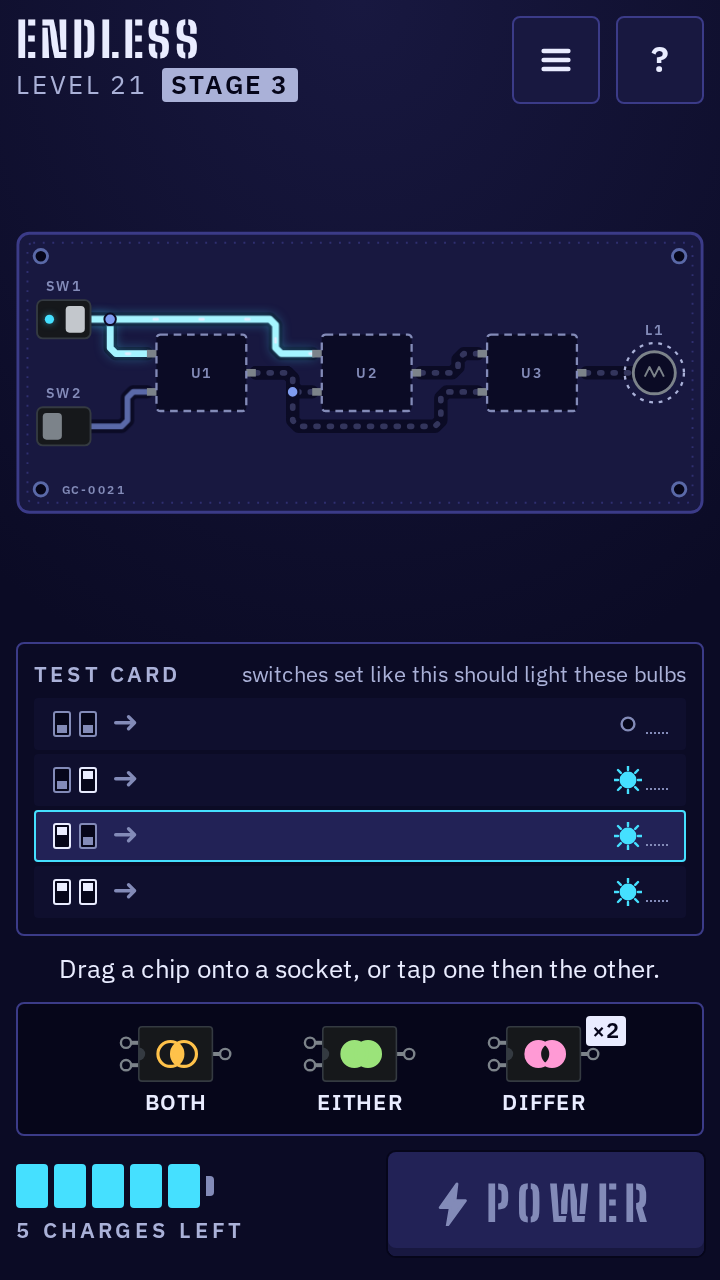 ENDLESS
LEVEL 21 STAGE 3
?
SW1
SW2
U1
U2
U3
L1
GC-0021
TEST CARD switches set like this should light these bulbs
Drag a chip onto a socket, or tap one then the other.
×2
BOTH EITHER DIFFER
5 CHARGES LEFT
POWER